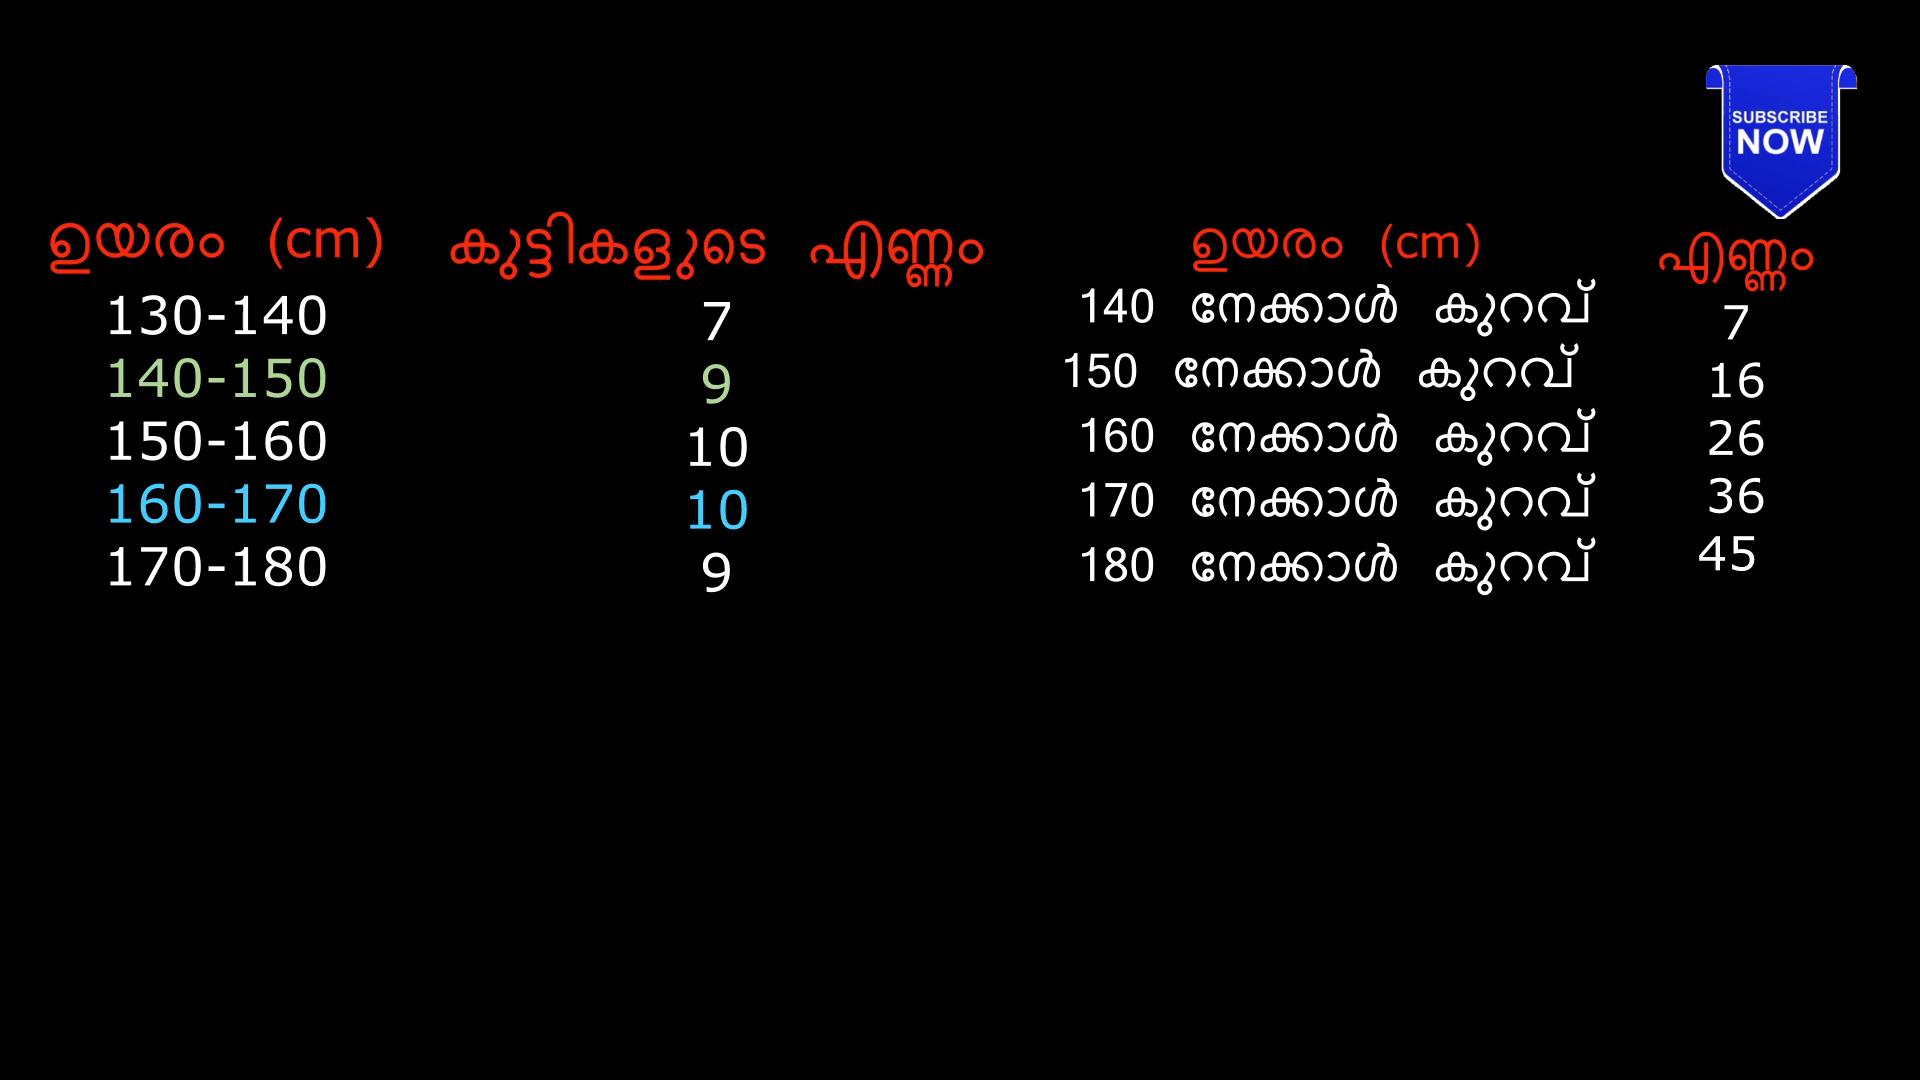 SUBSCRIBE
NOW
ഉയരം (cm) കുട്ടികളുടെ എണ്ണം
130-140 7
140-150 9
150-160 10
160-170 10
170-180 9
ഉയരം (cm) എണ്ണം
140 നേക്കാൾ കുറവ് 7
150 നേക്കാൾ കുറവ് 16
160 നേക്കാൾ കുറവ് 26
170 നേക്കാൾ കുറവ് 36
180 നേക്കാൾ കുറവ് 45